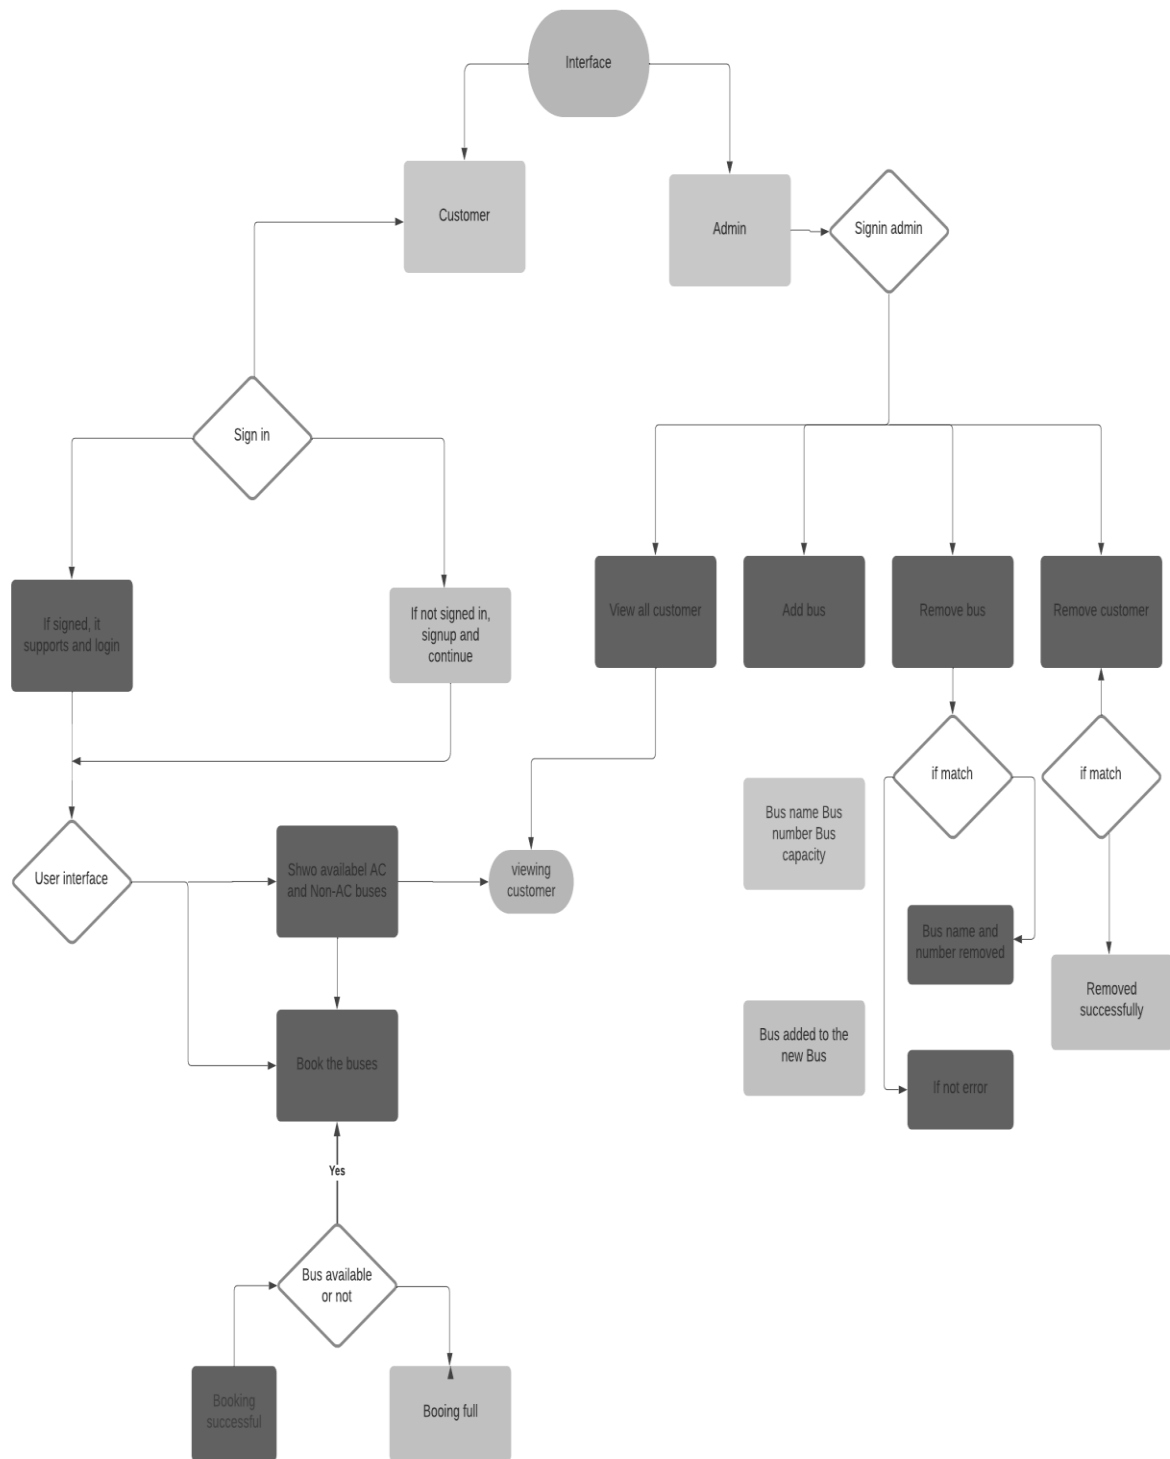 Interface
Customer
Admin
Signin admin
Sign in
If signed, it
supports and login
If not signed in,
signup and
continue
View all customer
Add bus
Remove bus
Remove customer
if match
if match
Bus name Bus
number Bus
capacity
User interface
Shwo availabel AC
and Non-AC buses
viewing
customer
Bus name and
number removed
Removed
successfully
Bus added to the
new Bus
Book the buses
If not error
Yes
Bus available
or not
Booking
successful
Booing full